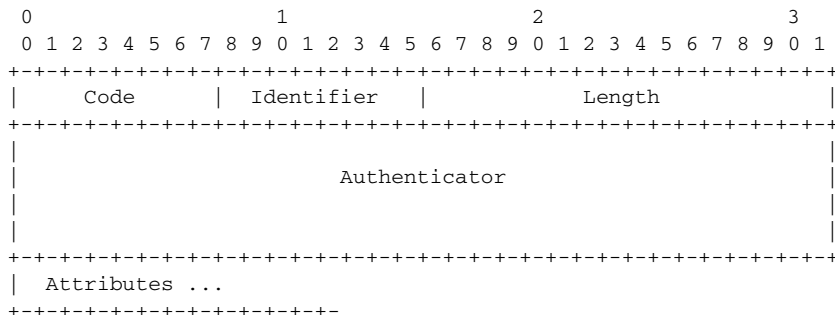 0                   1                   2                   3
 0 1 2 3 4 5 6 7 8 9 0 1 2 3 4 5 6 7 8 9 0 1 2 3 4 5 6 7 8 9 0 1
+-+-+-+-+-+-+-+-+-+-+-+-+-+-+-+-+-+-+-+-+-+-+-+-+-+-+-+-+-+-+-+-+
|     Code      |  Identifier   |            Length             |
+-+-+-+-+-+-+-+-+-+-+-+-+-+-+-+-+-+-+-+-+-+-+-+-+-+-+-+-+-+-+-+-+
|                                                               |
|                         Authenticator                         |
|                                                               |
|                                                               |
+-+-+-+-+-+-+-+-+-+-+-+-+-+-+-+-+-+-+-+-+-+-+-+-+-+-+-+-+-+-+-+-+
|  Attributes ...
+-+-+-+-+-+-+-+-+-+-+-+-+-